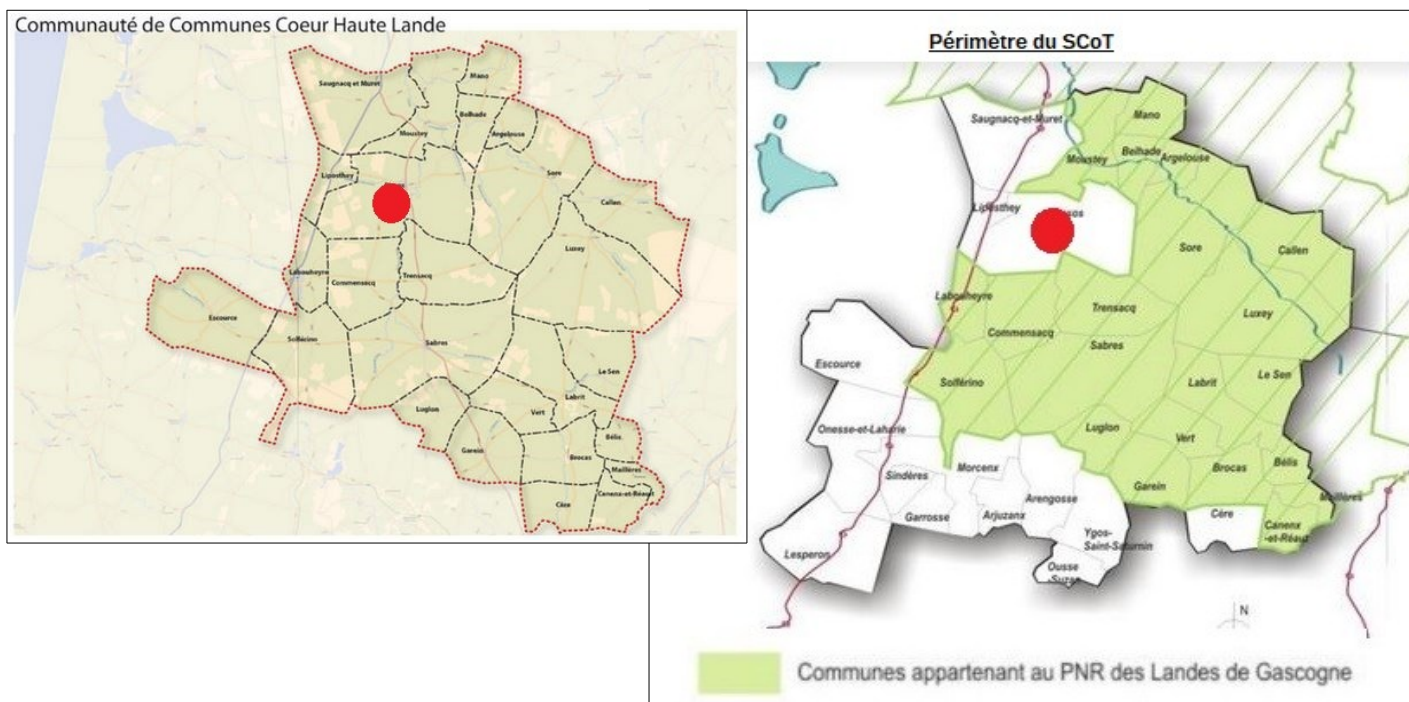 Communauté de Communes Coeur Haute Lande
Saugnacq et Muret
Mano
Belhade
Moustey
Argelouse
Liposthey
Sore
Callen
Luxey
Labouheyre
Commensacq
Trensacq
Escource
Solférino
Sabres
Le Sen
Labrit
Luglon
Vert
Bélis
Garein
Brocas
Maillères
Canenx-et-Réaut
Cère
Périmètre du SCoT
Saugnacq-et-Muret
Mano
Belhade
Moustey
Argelouse
Liposthey
Sore
Callen
Labouheyre
Trensacq
Luxey
Commensacq
Sabres
Escource
Solférino
Labrit
Le Sen
Onesse-et-Laharie
Luglon
Vert
Sindères
Morcenx
Brocas
Bélis
Garein
Maillères
Arengosse
Garrosse
Arjuzanx
Cère
Canenx
-et-Réaut
Ygos-
Saint-Saturnin
Lesperon
Ousse
-Suzan
N
Communes appartenant au PNR des Landes de Gascogne